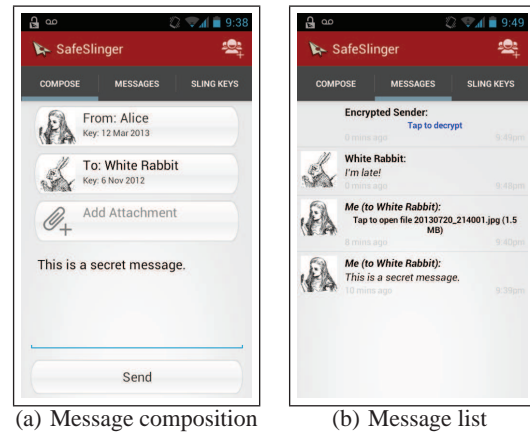 9:38
SafeSlinger
COMPOSE MESSAGES SLING KEYS
From: Alice
Key: 12 Mar 2013
To: White Rabbit
Key: 6 Nov 2012
Add Attachment
This is a secret message.
Send
(a) Message composition
9:49
SafeSlinger
COMPOSE MESSAGES SLING KEYS
Encrypted Sender:
Tap to decrypt
0 mins ago 9:49pm
White Rabbit:
I'm late!
0 mins ago 9:48pm
Me (to White Rabbit):
Tap to open file 20130720_214001.jpg (1.5
MB)
8 mins ago 9:40pm
Me (to White Rabbit):
This is a secret message.
10 mins ago 9:39pm
(b) Message list